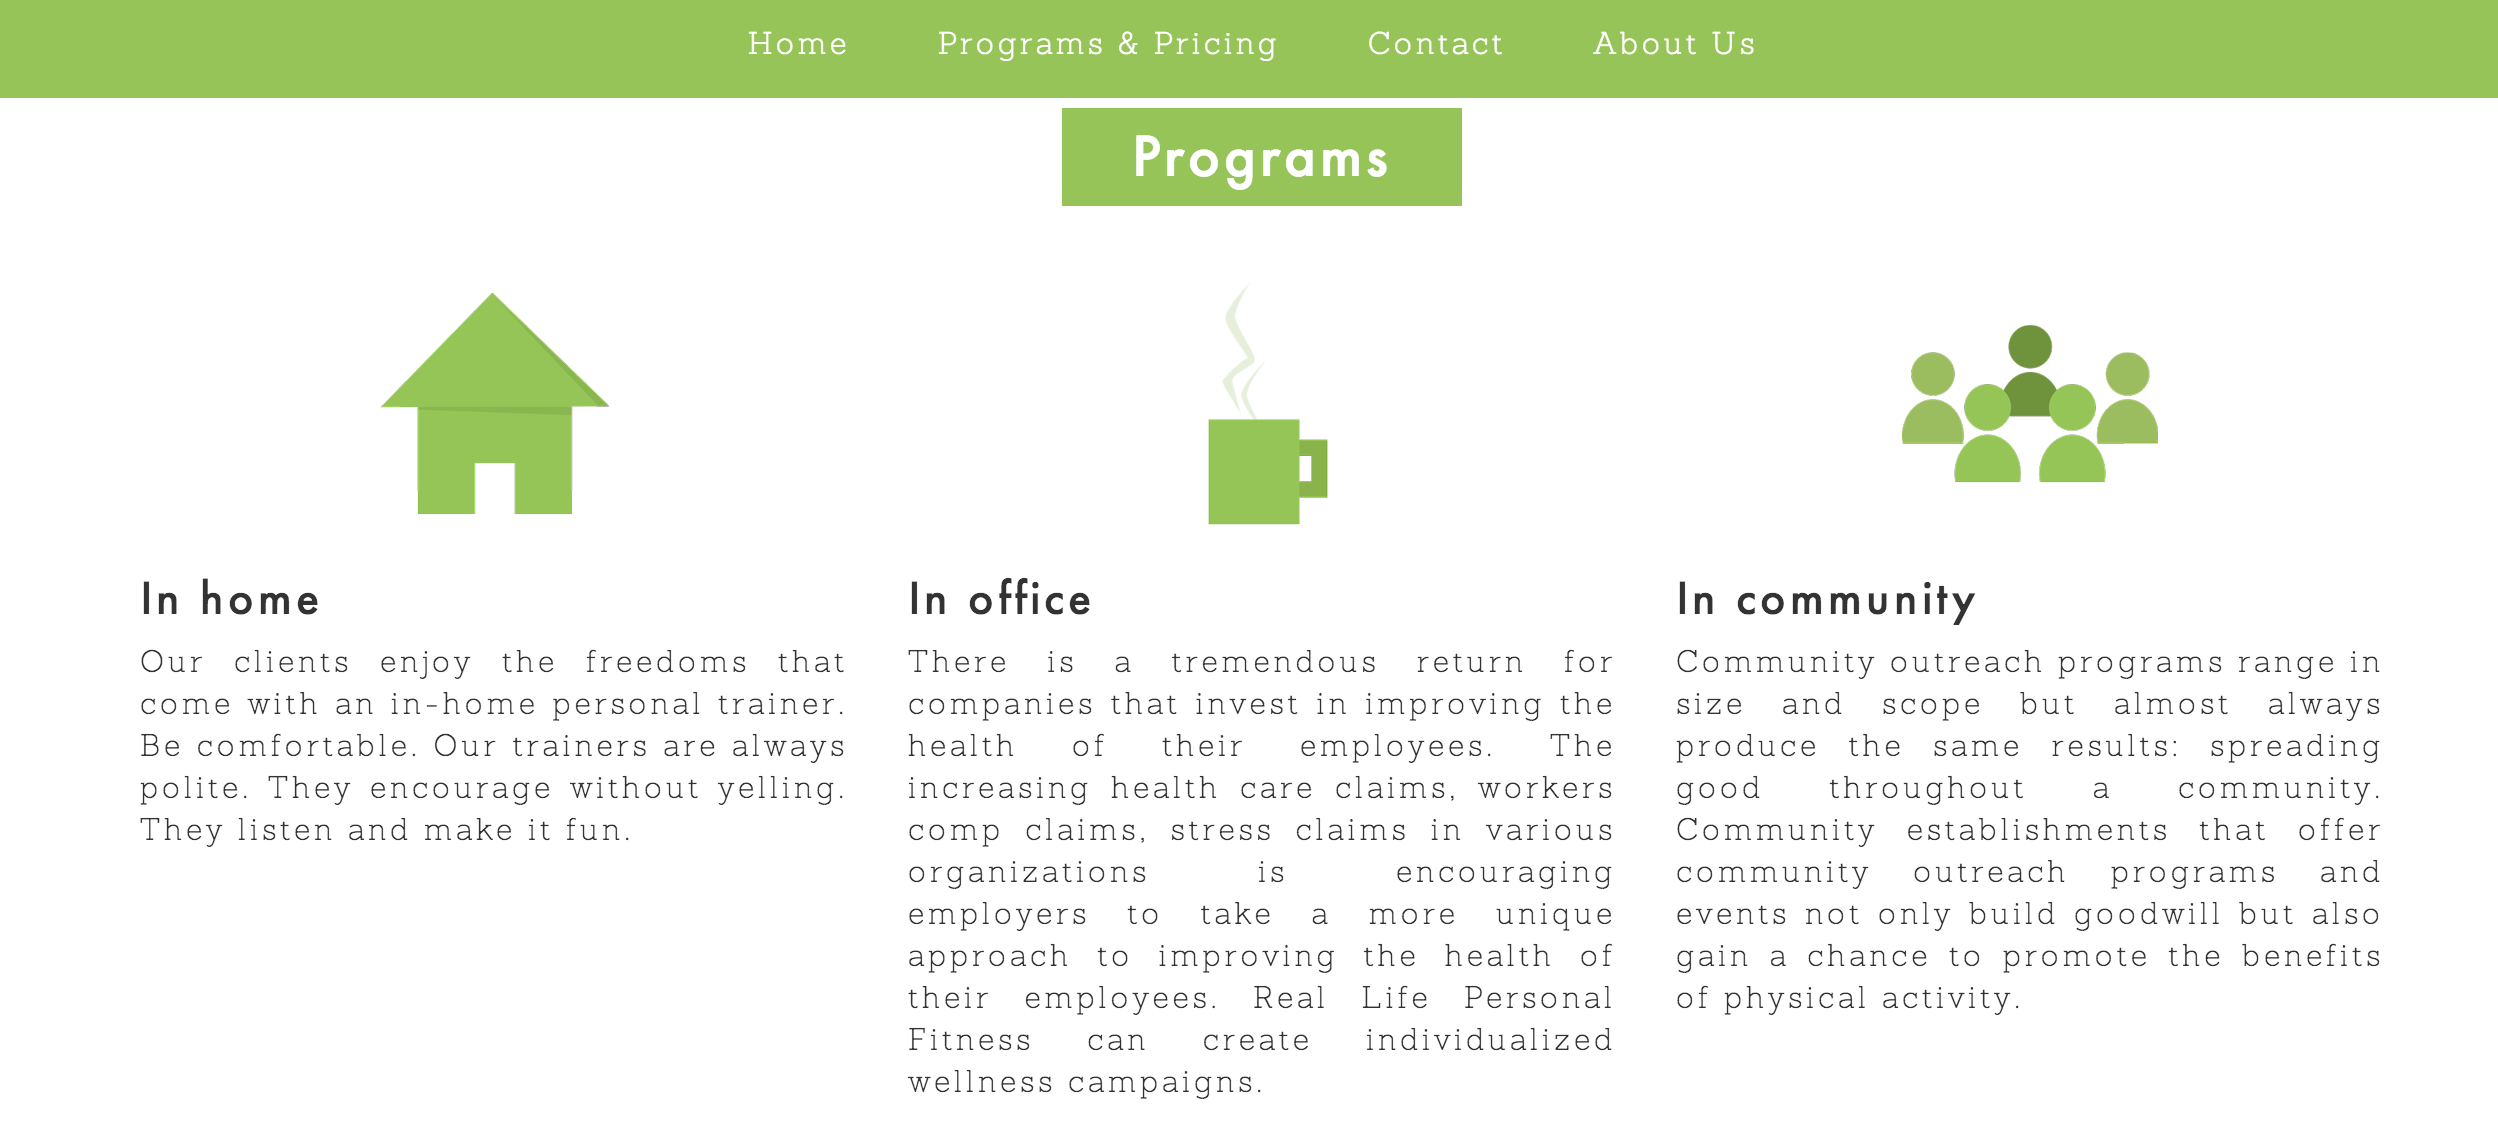 Home Programs & Pricing Contact About Us
Programs
In home
Our clients enjoy the freedoms that
come with an in-home personal trainer.
Be comfortable. Our trainers are always
polite. They encourage without yelling.
They listen and make it fun.
In office
There is a tremendous return for
companies that invest in improving the
health of their employees. The
increasing health care claims, workers
comp claims, stress claims in various
organizations is encouraging
employers to take a more unique
approach to improving the health of
their employees. Real Life Personal
Fitness can create individualized
wellness campaigns.
In community
Community outreach programs range in
size and scope but almost always
produce the same results: spreading
good throughout a community.
Community establishments that offer
community outreach programs and
events not only build goodwill but also
gain a chance to promote the benefits
of physical activity.